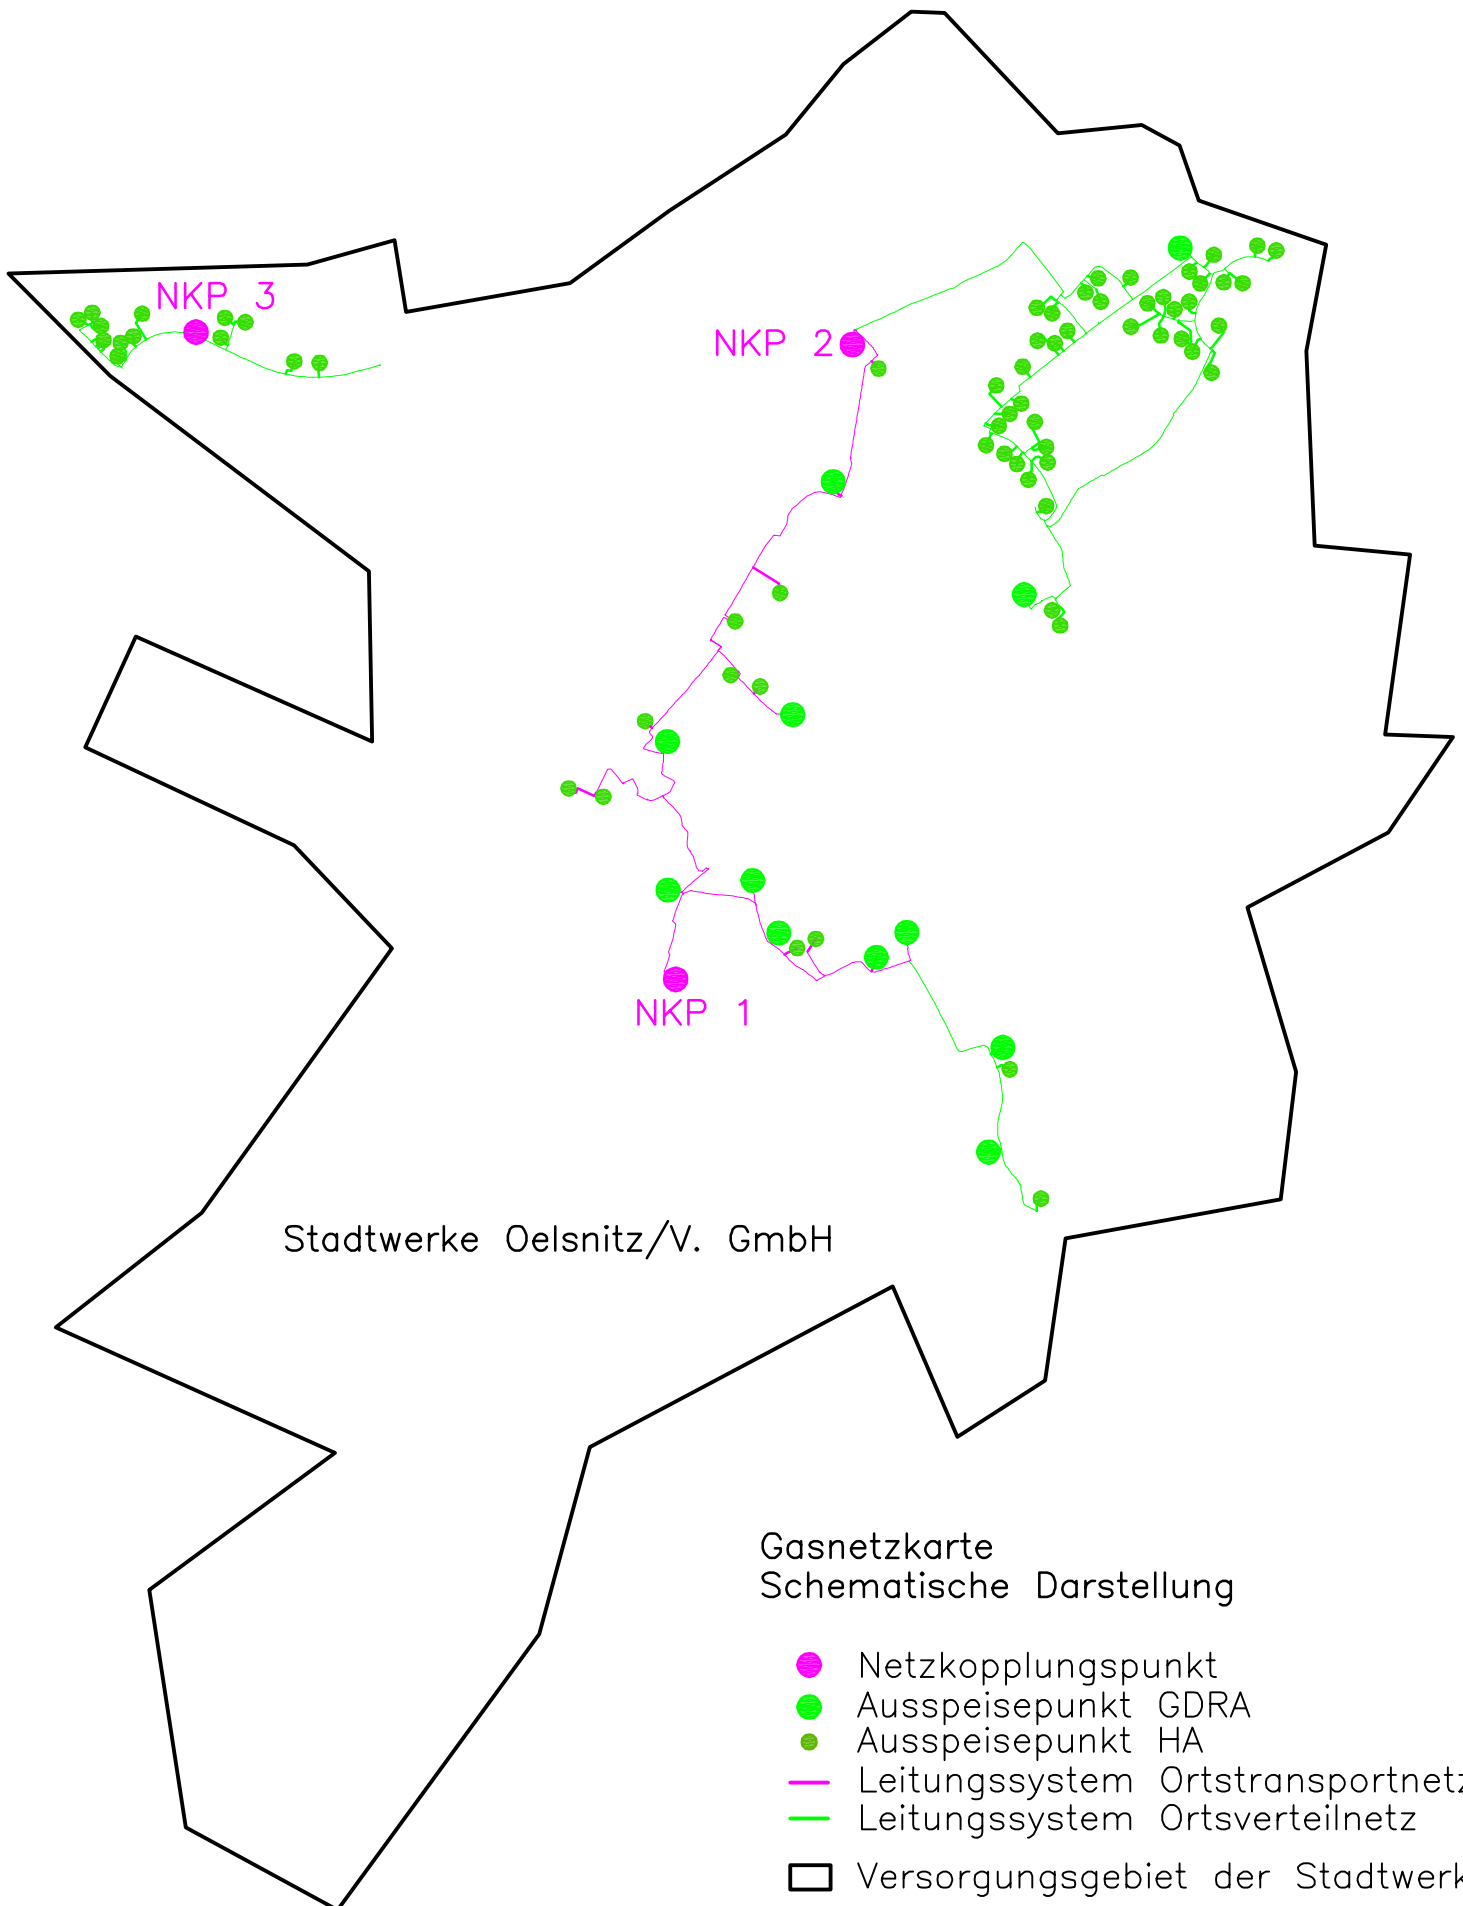 NKP 3
NKP 2
NKP 1
Stadtwerke Oelsnitz/V. GmbH
Gasnetzkarte
Schematische Darstellung
Netzkopplungspunkt
Ausspeisepunkt GDRA
Ausspeisepunkt HA
Leitungssystem Ortstransportnetz
Leitungssystem Ortsverteilnetz
Versorgungsgebiet der Stadtwerk